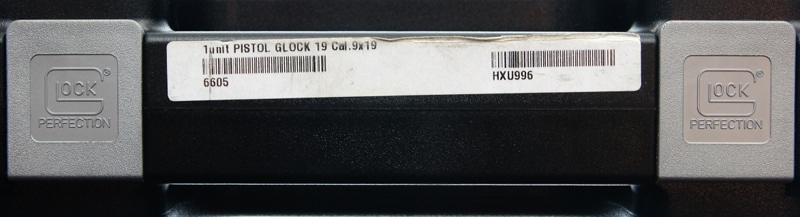 1unit PISTOL GLOCK 19 Cal.9x19
6605 HXU996
GLOCK®
PERFECTION
GLOCK®
PERFECTION